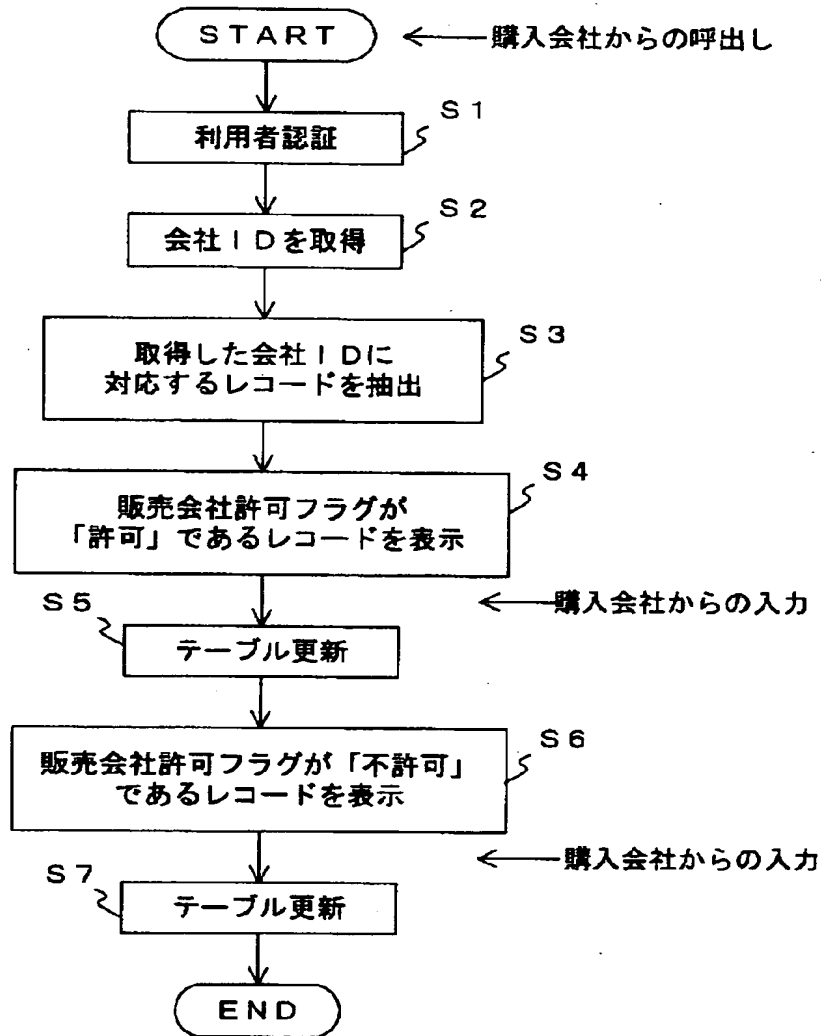 START
←購入会社からの呼出し
S1
利用者認証
S2
会社IDを取得
S3
取得した会社IDに
対応するレコードを抽出
S4
販売会社許可フラグが
「許可」であるレコードを表示
←購入会社からの入力
S5
テーブル更新
S6
販売会社許可フラグが「不許可」
であるレコードを表示
←購入会社からの入力
S7
テーブル更新
END